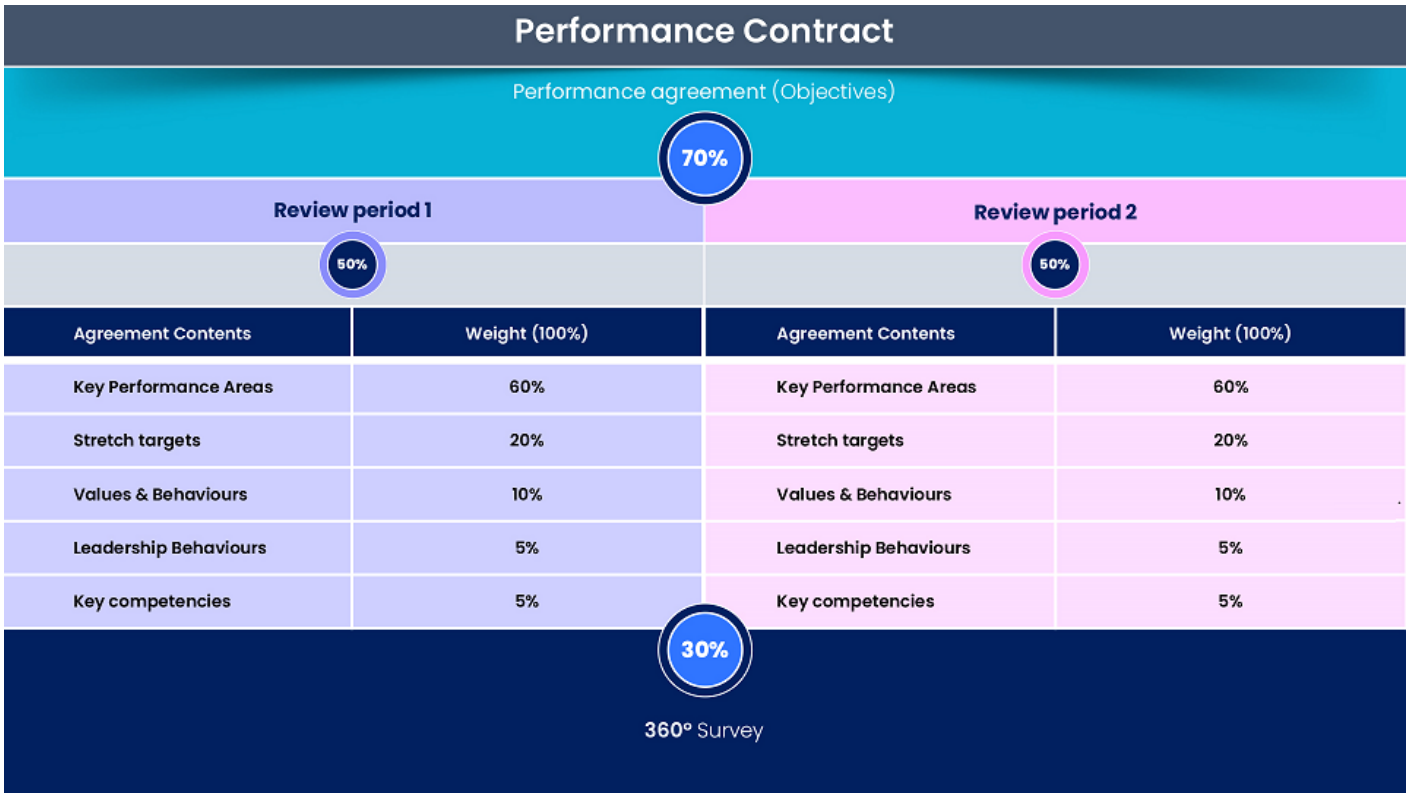 Performance Contract
Performance agreement (Objectives)
70%
Review period 1
Review period 2
50%
50%
Agreement Contents Weight (100%) Agreement Contents Weight (100%)
Key Performance Areas 60% Key Performance Areas 60%
Stretch targets 20% Stretch targets 20%
Values & Behaviours 10% Values & Behaviours 10%
Leadership Behaviours 5% Leadership Behaviours 5%
Key competencies 5% Key competencies 5%
30%
360° Survey